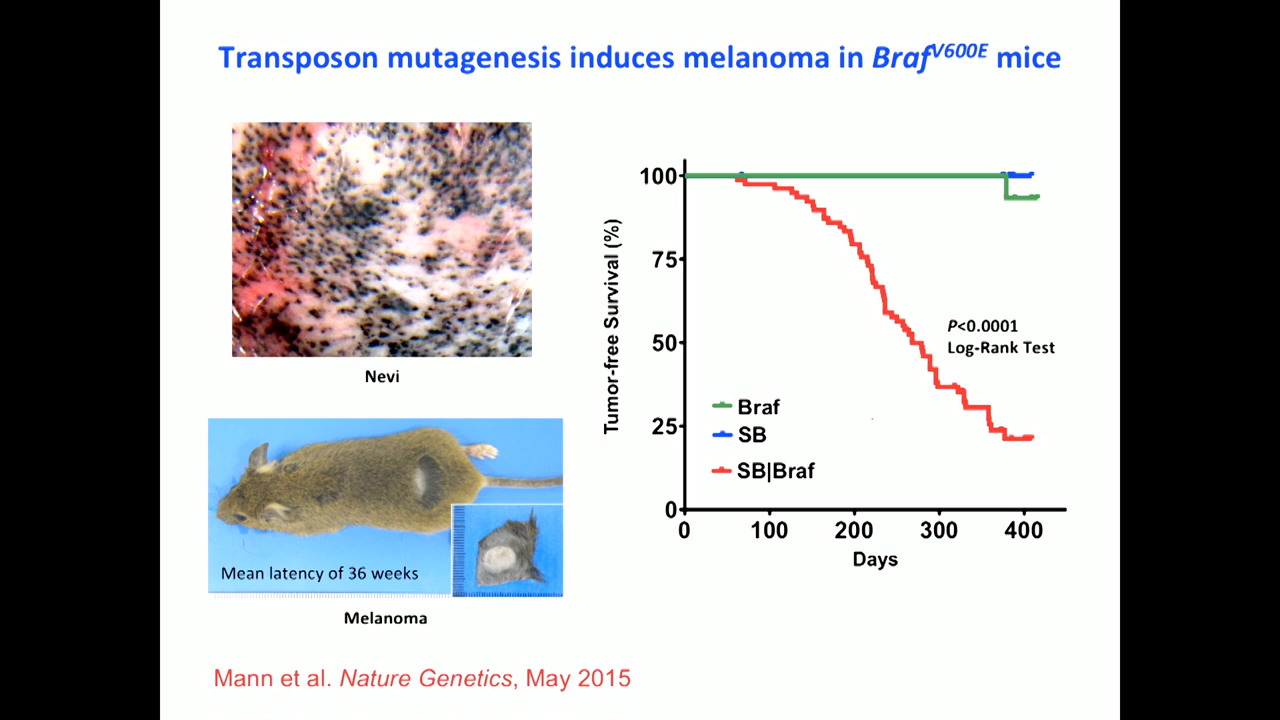 Transposon mutagenesis induces melanoma in BrafV600E mice
Nevi
Mean latency of 36 weeks
Melanoma
Tumor-free Survival (%)
100
75
50
25
0
P<0.0001
Log-Rank Test
Braf
SB
SB|Braf
0 100 200 300 400
Days
Mann et al. Nature Genetics, May 2015